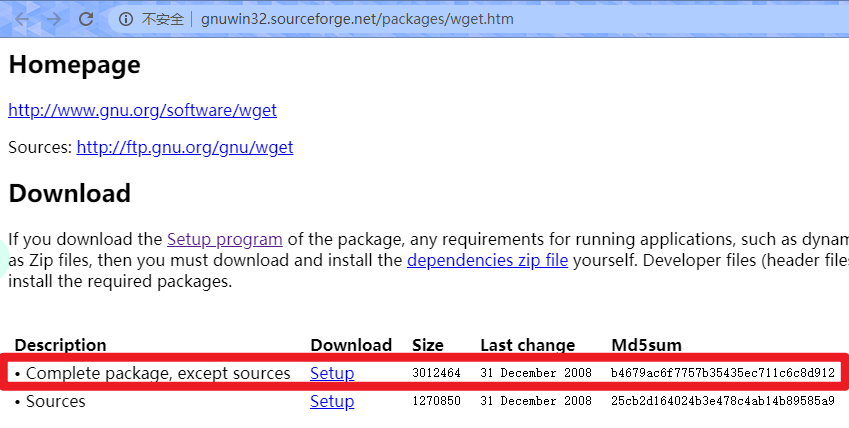 不安全 | gnuwin32.sourceforge.net/packages/wget.htm
Homepage
http://www.gnu.org/software/wget
Sources: http://ftp.gnu.org/gnu/wget
Download
If you download the Setup program of the package, any requirements for running applications, such as dynam
as Zip files, then you must download and install the dependencies zip file yourself. Developer files (header files
install the required packages.
Description Download Size Last change Md5sum
• Complete package, except sources Setup 3012464 31 December 2008 b4679ac6f7757b35435ec711c6c8d912
• Sources Setup 1270850 31 December 2008 25cb2d164024b3e478c4ab14b89585a9